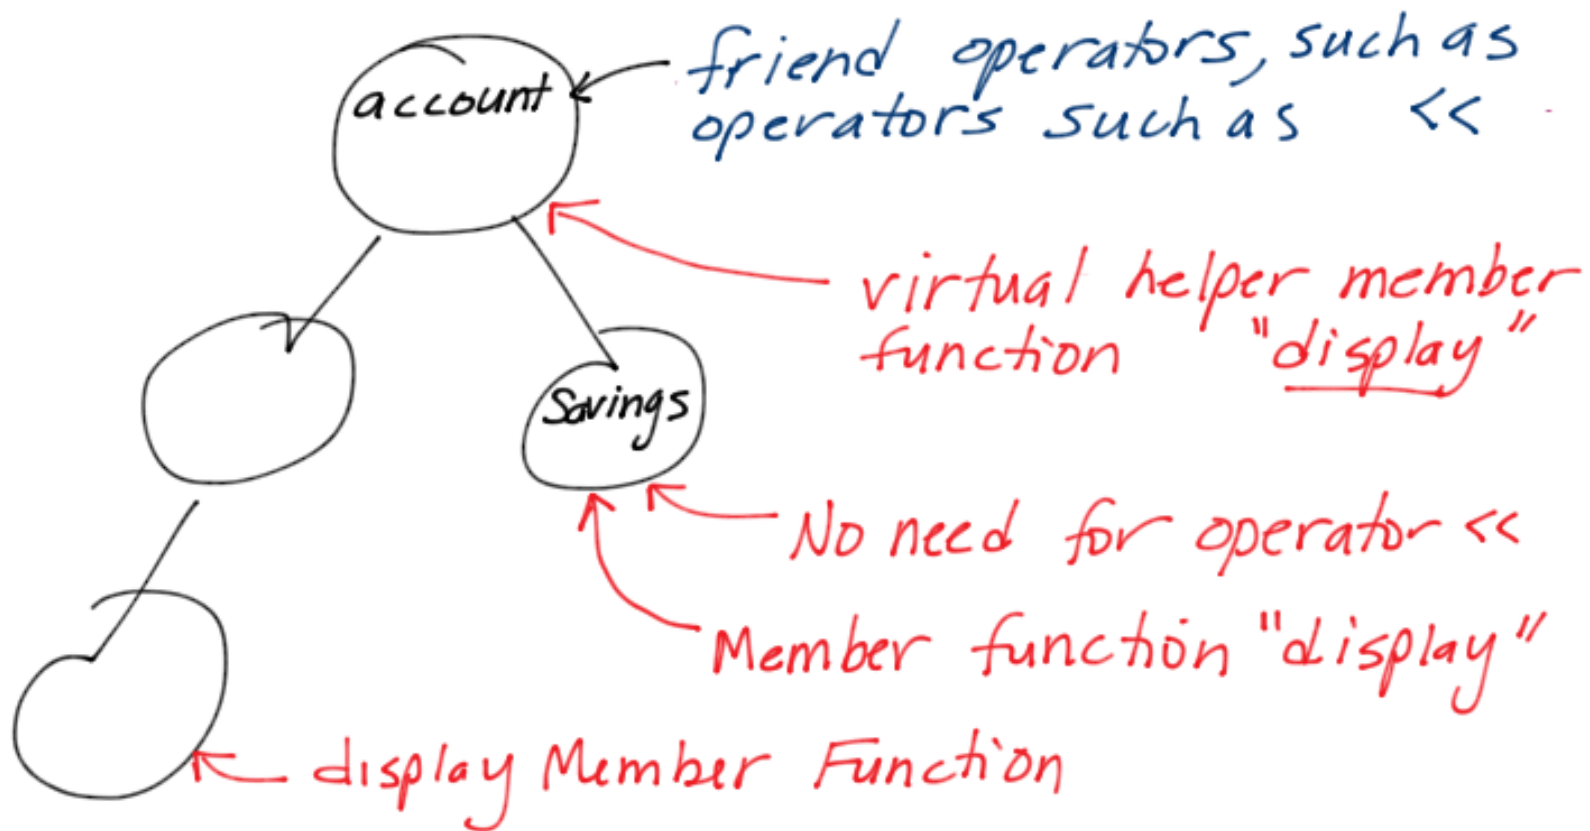 account
friend operators, such as
operators such as <<
virtual helper member
function "display"
Savings
No need for operator <<
Member function "display"
display Member Function